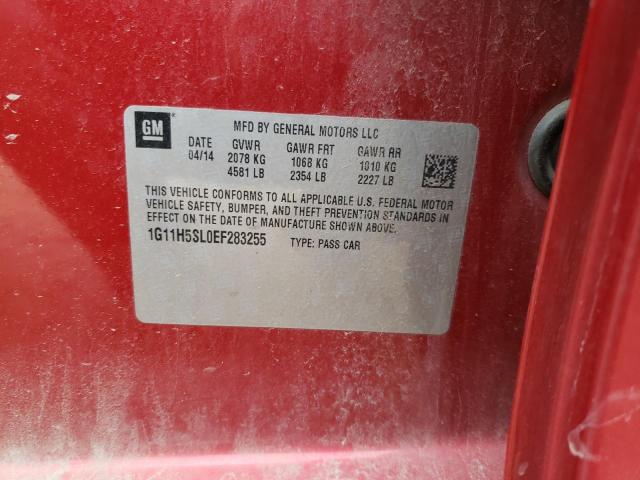 GM
MFD BY GENERAL MOTORS LLC
DATE GVWR GAWR FRT GAWR RR
04/14 2078 KG 1068 KG 1010 KG
4581 LB 2354 LB 2227 LB
THIS VEHICLE CONFORMS TO ALL APPLICABLE U.S. FEDERAL MOTOR
VEHICLE SAFETY, BUMPER, AND THEFT PREVENTION STANDARDS IN
EFFECT ON THE DATE OF MANUFACTURE SHOWN ABOVE.
1G11H5SL0EF283255 TYPE: PASS CAR